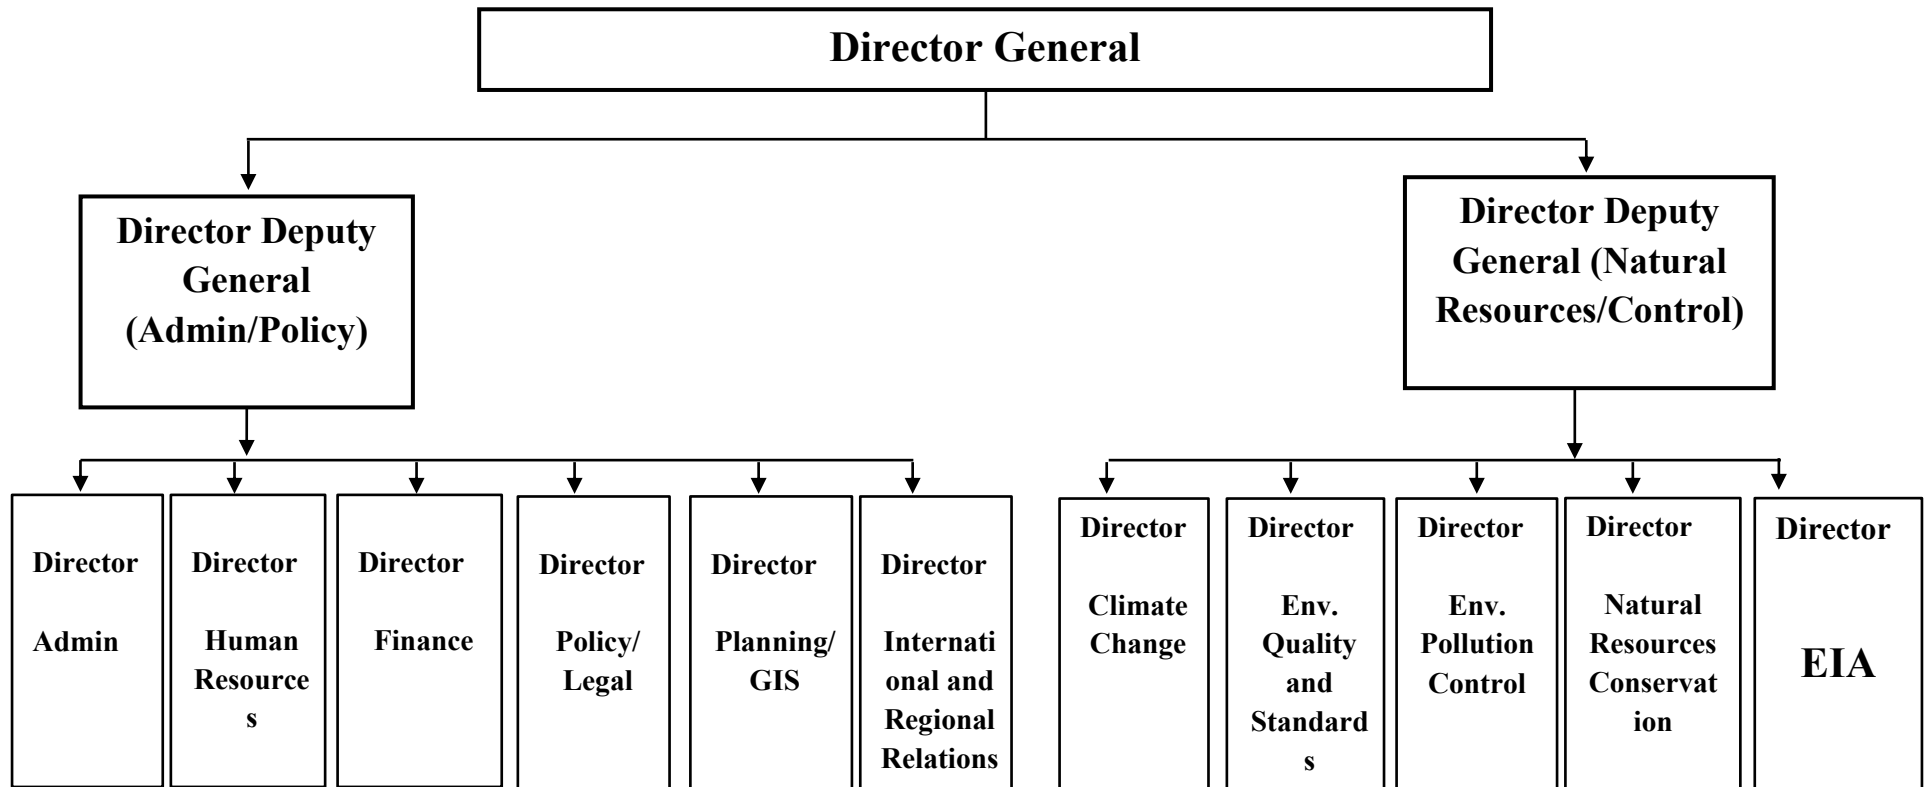 Director General
Director Deputy
General
(Admin/Policy)
Director Deputy
General (Natural
Resources/Control)
Director
Admin
Director
Human
Resource
s
Director
Finance
Director
Policy/
Legal
Director
Planning/
GIS
Director
Internati
onal and
Regional
Relations
Director
Climate
Change
Director
Env.
Quality
and
Standard
s
Director
Env.
Pollution
Control
Director
Natural
Resources
Conservat
ion
Director
EIA